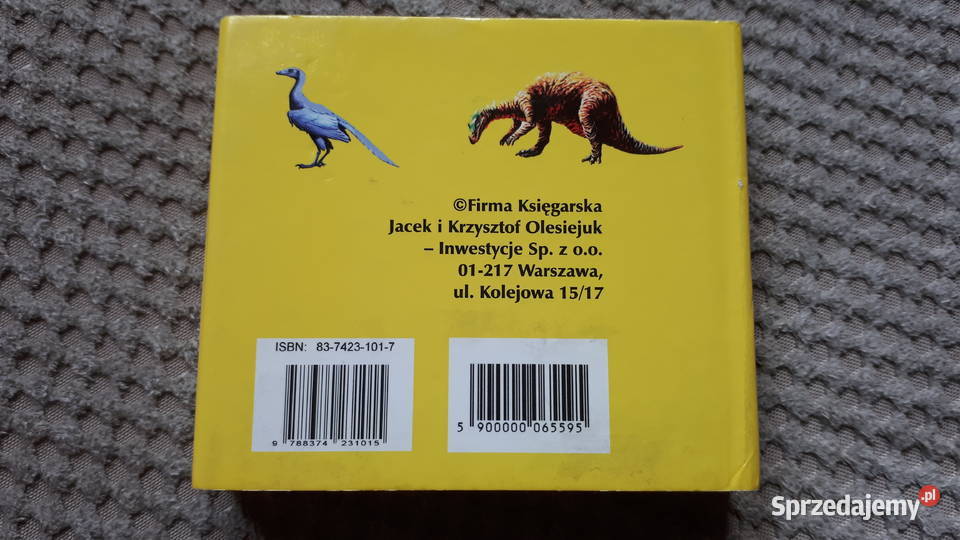 ©Firma Księgarska
Jacek i Krzysztof Olesiejuk
– Inwestycje Sp. z o.o.
01-217 Warszawa,
ul. Kolejowa 15/17
ISBN: 83-7423-101-7
9 788374 231015
5 900000 065595
Sprzedajemy.pl